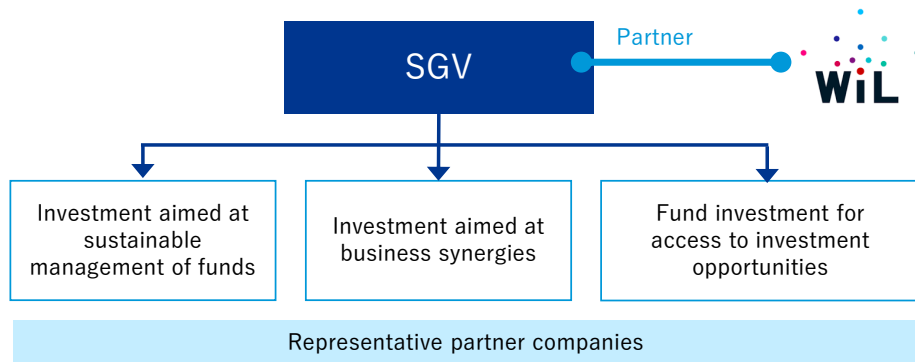 SGV
Partner
WiL
Investment aimed at
sustainable
management of funds
Investment aimed at
business synergies
Fund investment for
access to investment
opportunities
Representative partner companies